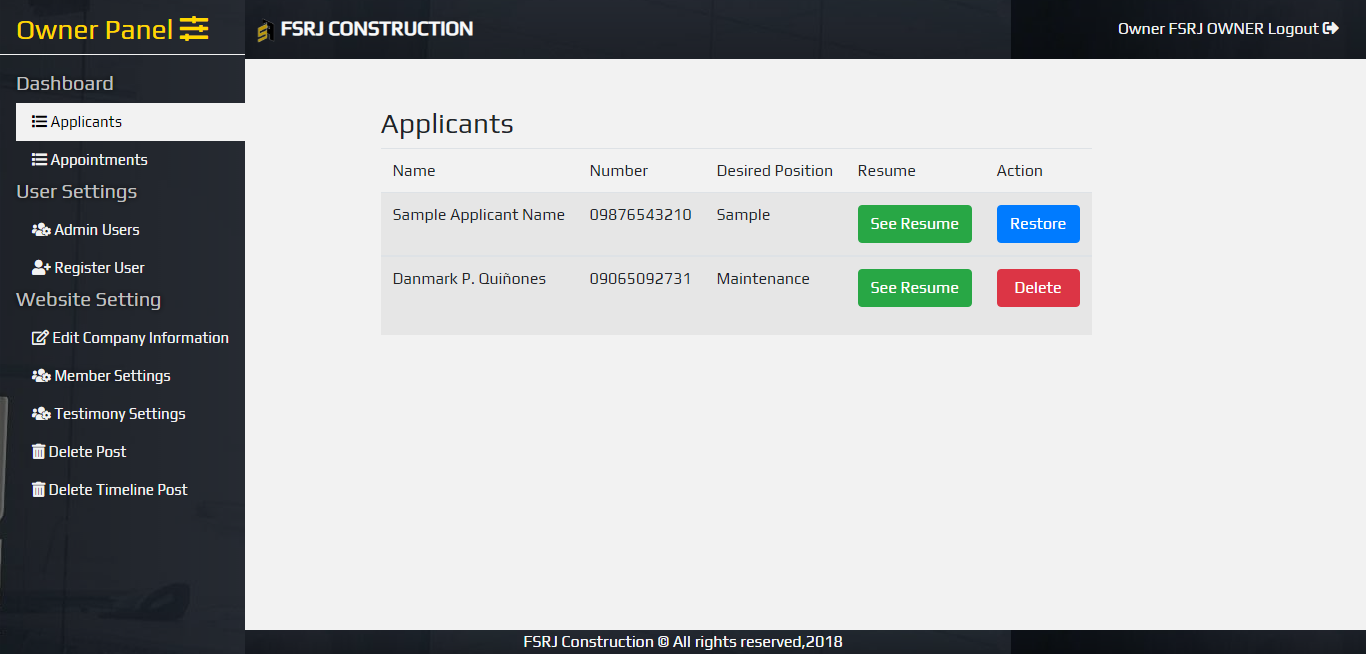 Owner Panel
FSRJ CONSTRUCTION
Owner FSRJ OWNER Logout
Dashboard
Applicants
Appointments
User Settings
Admin Users
Register User
Website Setting
Edit Company Information
Member Settings
Testimony Settings
Delete Post
Delete Timeline Post
Applicants
Name Number Desired Position Resume Action
Sample Applicant Name 09876543210 Sample See Resume Restore
Danmark P. Quiñones 09065092731 Maintenance See Resume Delete
FSRJ Construction © All rights reserved,2018